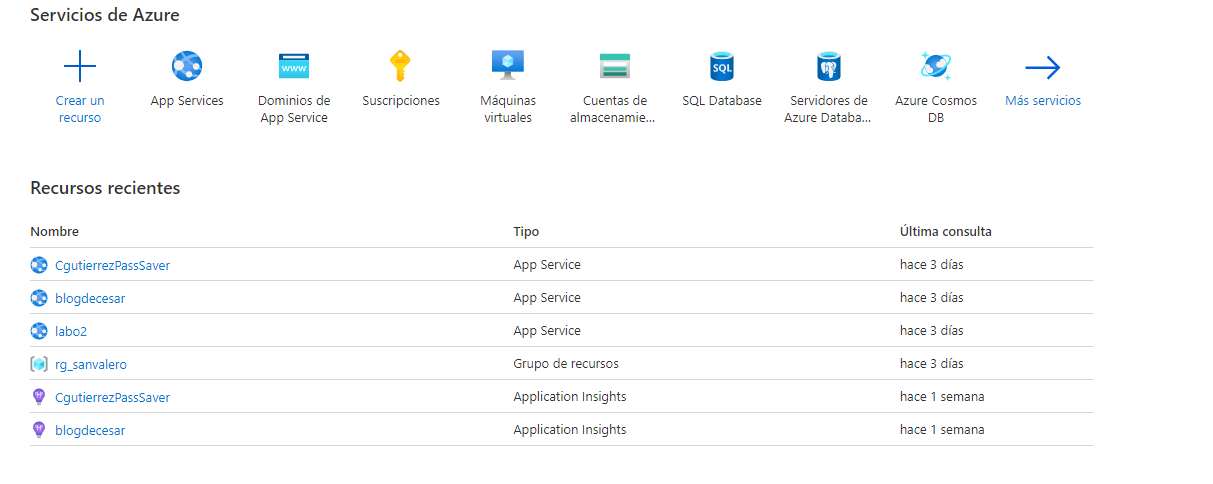 Servicios de Azure
Crear un recurso
App Services
www
Dominios de App Service
Suscripciones
Máquinas virtuales
Cuentas de almacenamie...
SQL
SQL Database
Servidores de Azure Databa...
Azure Cosmos DB
Más servicios
Recursos recientes
Nombre Tipo Última consulta
CgutierrezPassSaver App Service hace 3 días
blogdecesar App Service hace 3 días
labo2 App Service hace 3 días
rg_sanvalero Grupo de recursos hace 3 días
CgutierrezPassSaver Application Insights hace 1 semana
blogdecesar Application Insights hace 1 semana